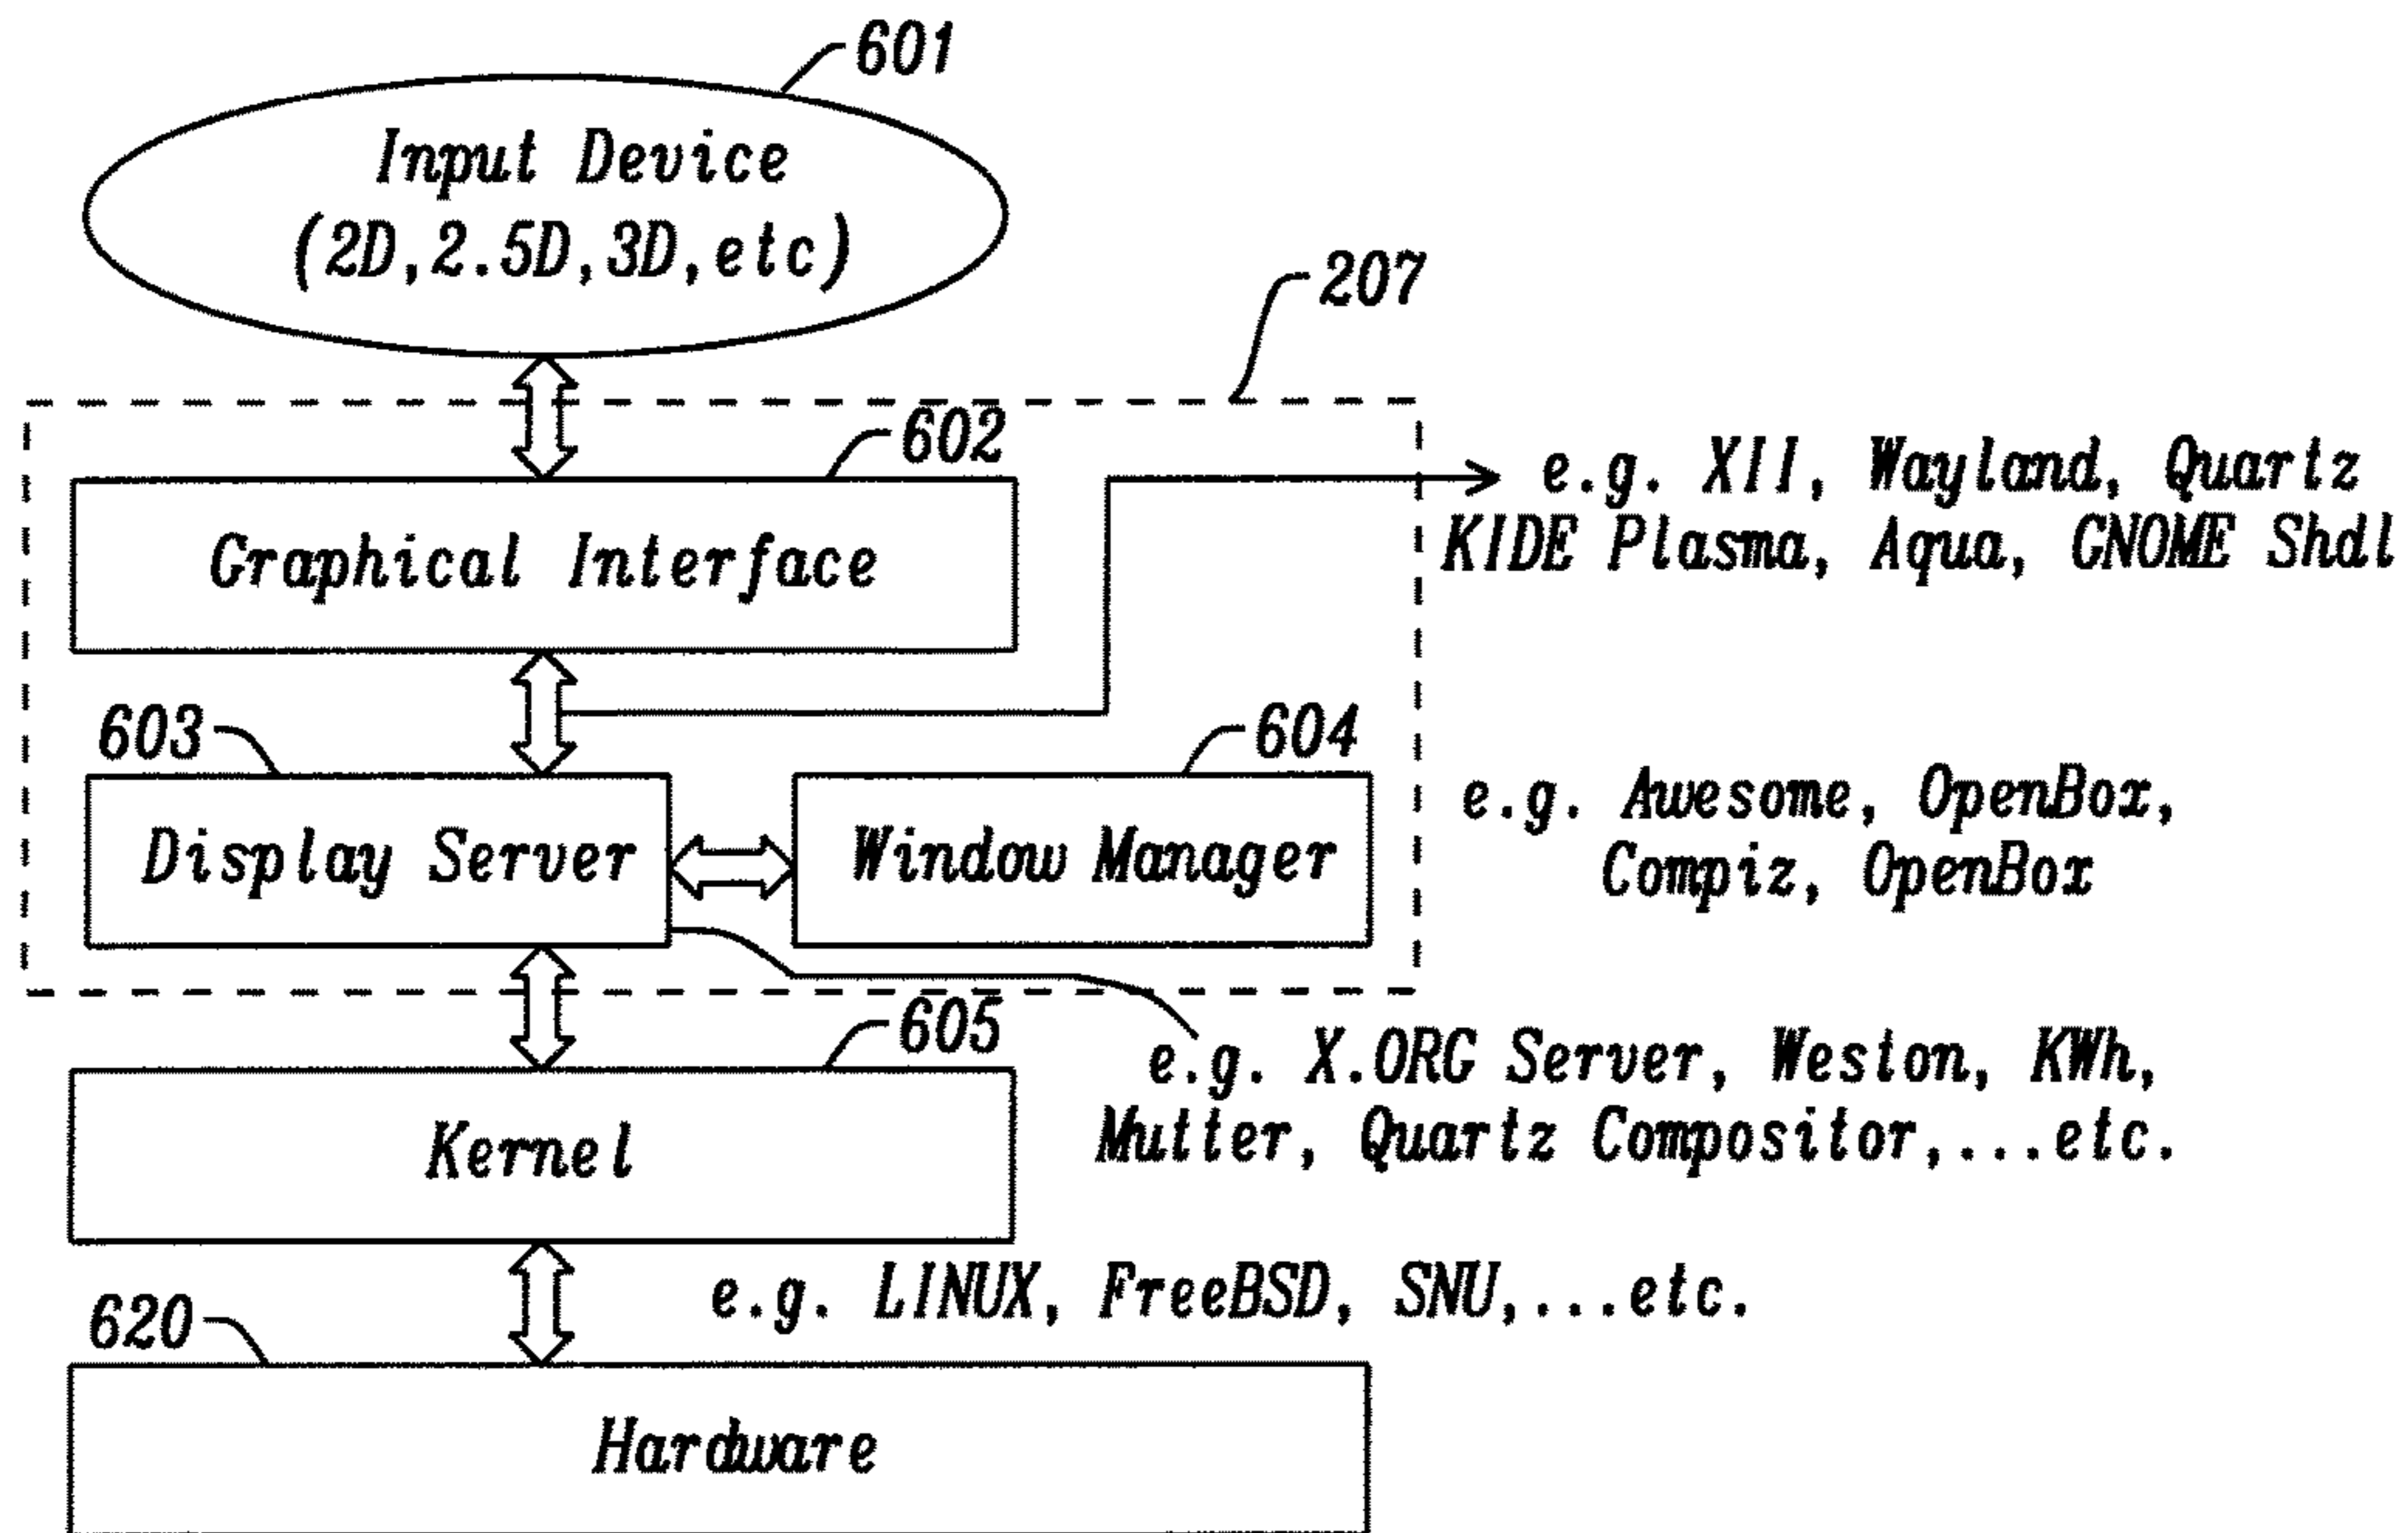 601
Input Device
(2D,2.5D,3D,etc)
207
602
e.g. XII, Wayland, Quartz
KIDE Plasma, Aqua, GNOME Shdl
Graphical Interface
603
604
Display Server
Window Manager
e.g. Awesome, OpenBox,
Compiz, OpenBox
605
e.g. X.ORG Server, Weston, KWh,
Mutter, Quartz Compositor,...etc.
Kernel
e.g. LINUX, FreeBSD, SNU,...etc.
620
Hardware